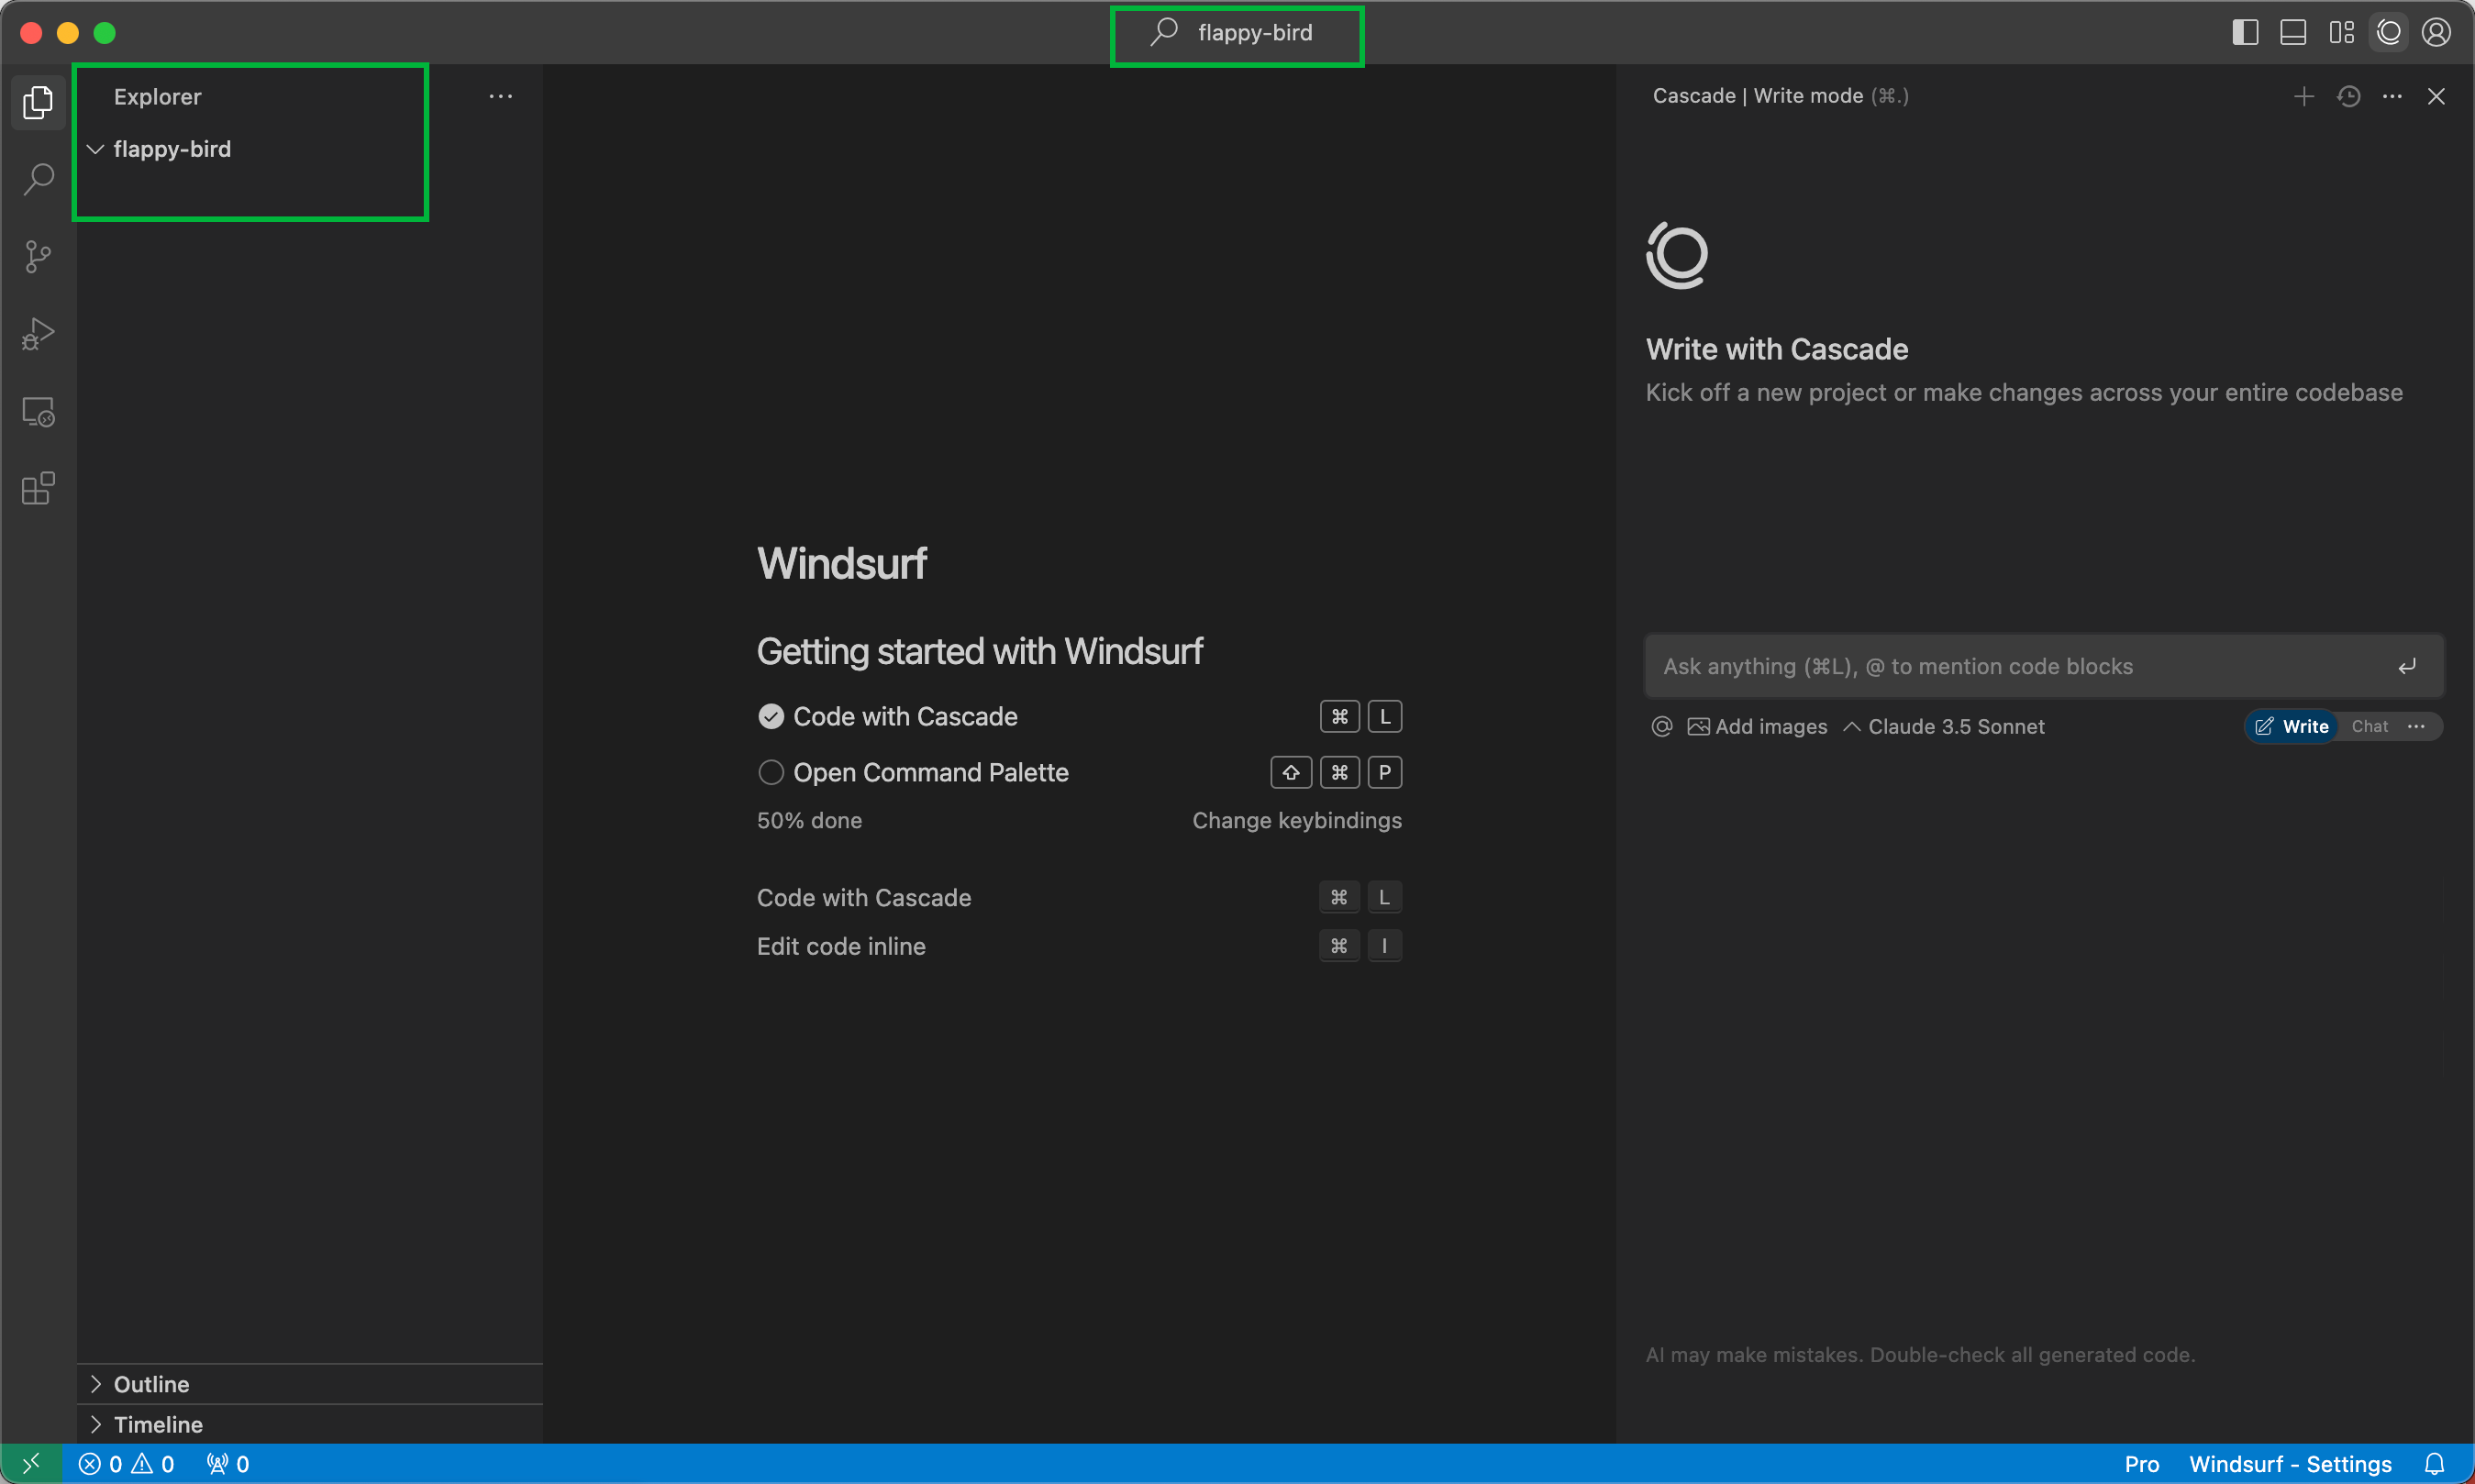 flappy-bird
Explorer
flappy-bird
Outline
Timeline
Windsurf
Getting started with Windsurf
Code with Cascade ⌘ L
Open Command Palette ⇧ ⌘ P
50% done Change keybindings
Code with Cascade ⌘ L
Edit code inline ⌘ I
Cascade | Write mode (⌘.)
Write with Cascade
Kick off a new project or make changes across your entire codebase
Ask anything (⌘L), @ to mention code blocks
Add images Claude 3.5 Sonnet Write Chat
AI may make mistakes. Double-check all generated code.
0 0 0 Pro Windsurf - Settings